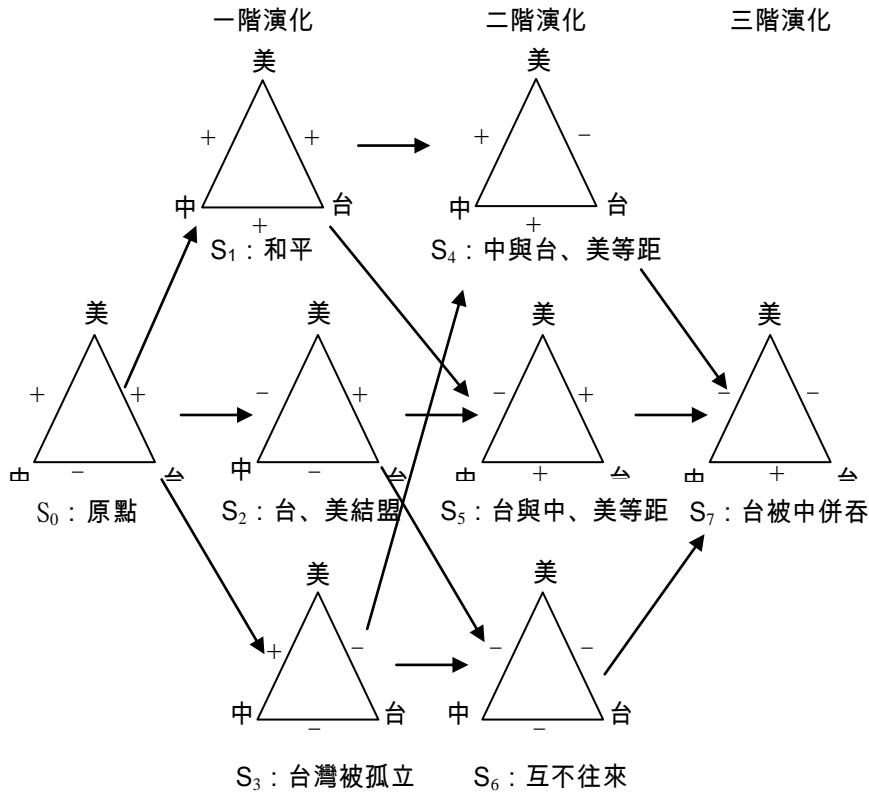 一階演化 二階演化 三階演化
美 美
+ + + −
中 台 中 台
+ +
S₁：和平 S₄：中與台、美等距
美 美 美 美
+ + − + − + − −
中 台 中 台 中 台 中 台
− − + +
S₀：原點 S₂：台、美結盟 S₅：台與中、美等距 S₇：台被中併吞
美 美
+ − − −
中 台 中 台
− −
S₃：台灣被孤立 S₆：互不往來